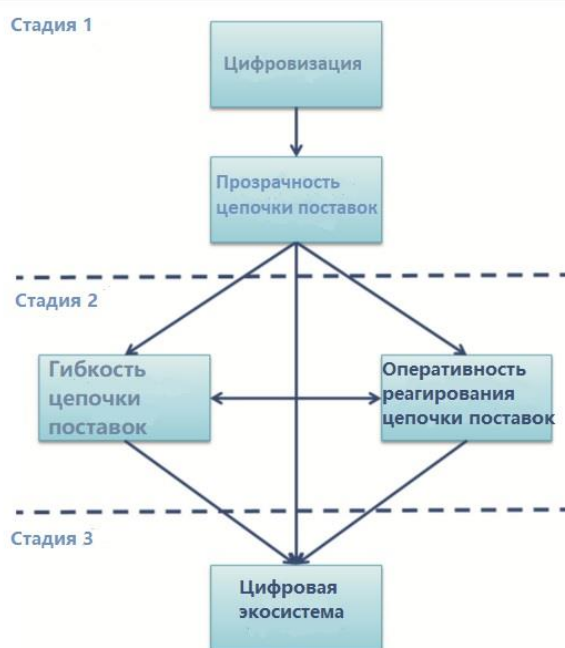 Стадия 1
Цифровизация
Прозрачность
цепочки поставок
Стадия 2
Гибкость
цепочки
поставок
Оперативность
реагирования
цепочки поставок
Стадия 3
Цифровая
экосистема